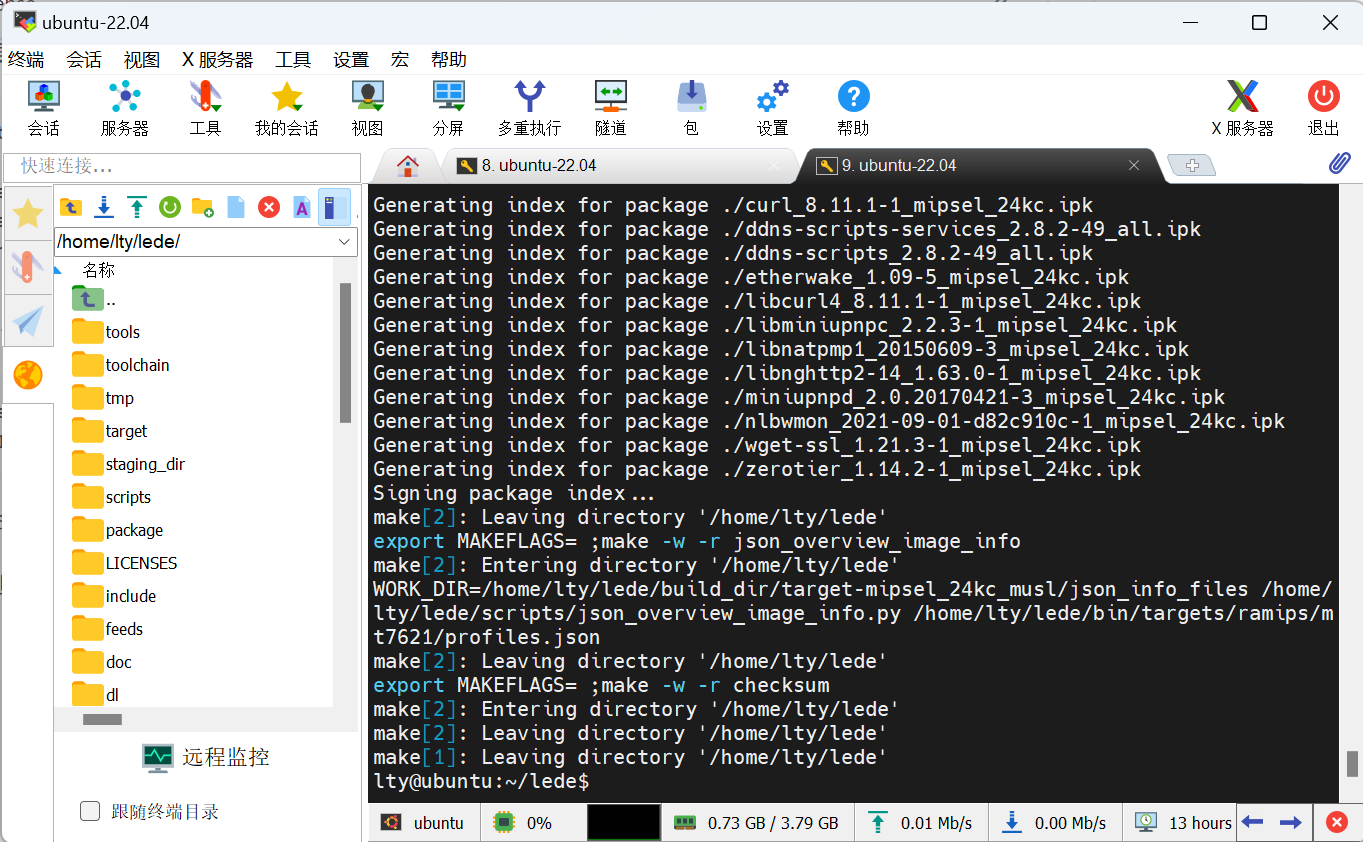 ubuntu-22.04
终端 会话 视图 X 服务器 工具 设置 宏 帮助
会话 服务器 工具 我的会话 视图 分屏 多重执行 隧道 包 设置 帮助 X 服务器 退出
快速连接...
8. ubuntu-22.04
9. ubuntu-22.04
/home/lty/lede/
名称
..
tools
toolchain
tmp
target
staging_dir
scripts
package
LICENSES
include
feeds
doc
dl
远程监控
跟随终端目录
Generating index for package ./curl_8.11.1-1_mipsel_24kc.ipk
Generating index for package ./ddns-scripts-services_2.8.2-49_all.ipk
Generating index for package ./ddns-scripts_2.8.2-49_all.ipk
Generating index for package ./etherwake_1.09-5_mipsel_24kc.ipk
Generating index for package ./libcurl4_8.11.1-1_mipsel_24kc.ipk
Generating index for package ./libminiupnpc_2.2.3-1_mipsel_24kc.ipk
Generating index for package ./libnatpmp1_20150609-3_mipsel_24kc.ipk
Generating index for package ./libnghttp2-14_1.63.0-1_mipsel_24kc.ipk
Generating index for package ./miniupnpd_2.0.20170421-3_mipsel_24kc.ipk
Generating index for package ./nlbwmon_2021-09-01-d82c910c-1_mipsel_24kc.ipk
Generating index for package ./wget-ssl_1.21.3-1_mipsel_24kc.ipk
Generating index for package ./zerotier_1.14.2-1_mipsel_24kc.ipk
Signing package index...
make[2]: Leaving directory '/home/lty/lede'
export MAKEFLAGS= ;make -w -r json_overview_image_info
make[2]: Entering directory '/home/lty/lede'
WORK_DIR=/home/lty/lede/build_dir/target-mipsel_24kc_musl/json_info_files /home/
lty/lede/scripts/json_overview_image_info.py /home/lty/lede/bin/targets/ramips/m
t7621/profiles.json
make[2]: Leaving directory '/home/lty/lede'
export MAKEFLAGS= ;make -w -r checksum
make[2]: Entering directory '/home/lty/lede'
make[2]: Leaving directory '/home/lty/lede'
make[1]: Leaving directory '/home/lty/lede'
lty@ubuntu:~/lede$
ubuntu 0% 0.73 GB / 3.79 GB 0.01 Mb/s 0.00 Mb/s 13 hours